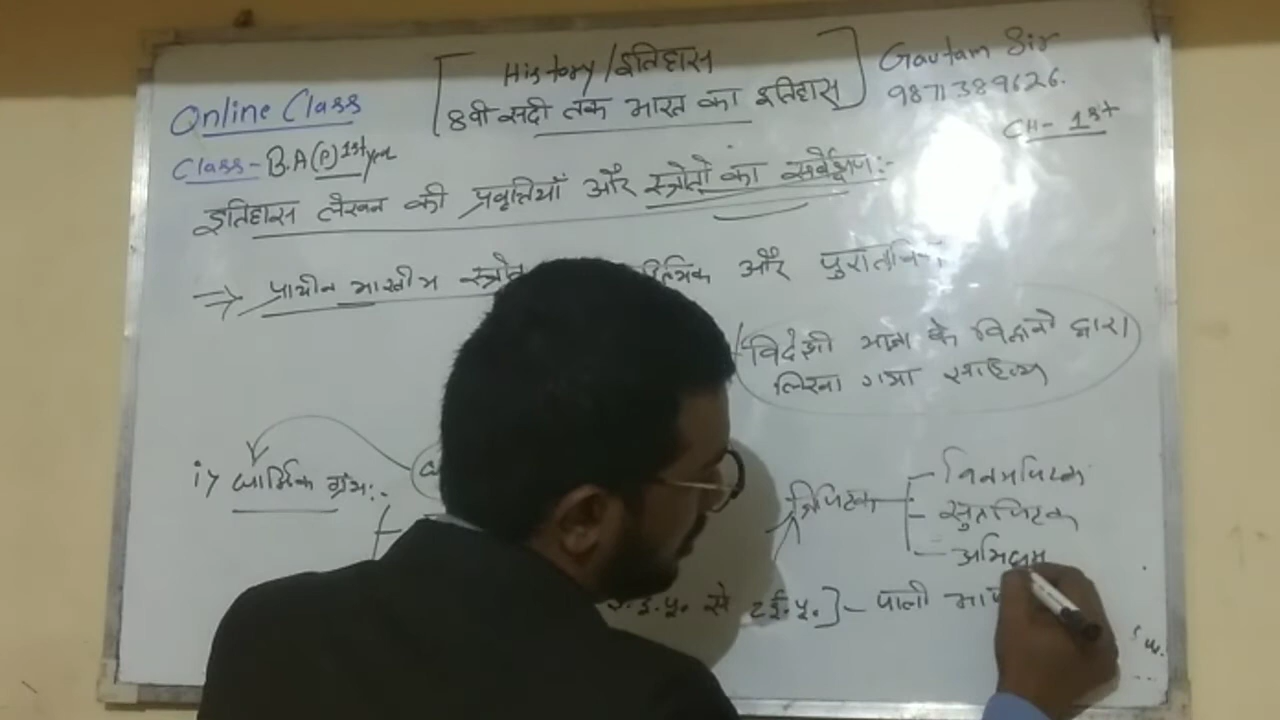 History/इतिहास
8वी सदी तक भारत का इतिहास
Gautam Sir
9871389626.
CH- 1st
Online Class
Class- B.A(P) 1st year
इतिहास लेखन की प्रवृत्तियाँ और स्त्रोतो का सर्वेक्षण:-
⇒ प्राचीन भारतीय स्त्रोत और
विदेशी भाषा के विद्वानो द्वारा
लिखा गया साहित्य
i) धार्मिक ग्रंथ:-
त्रिपिटक
विनयपिटक
सुतपिटक
अभिधम
ई.पू. से 2ई.पू.] - पाली